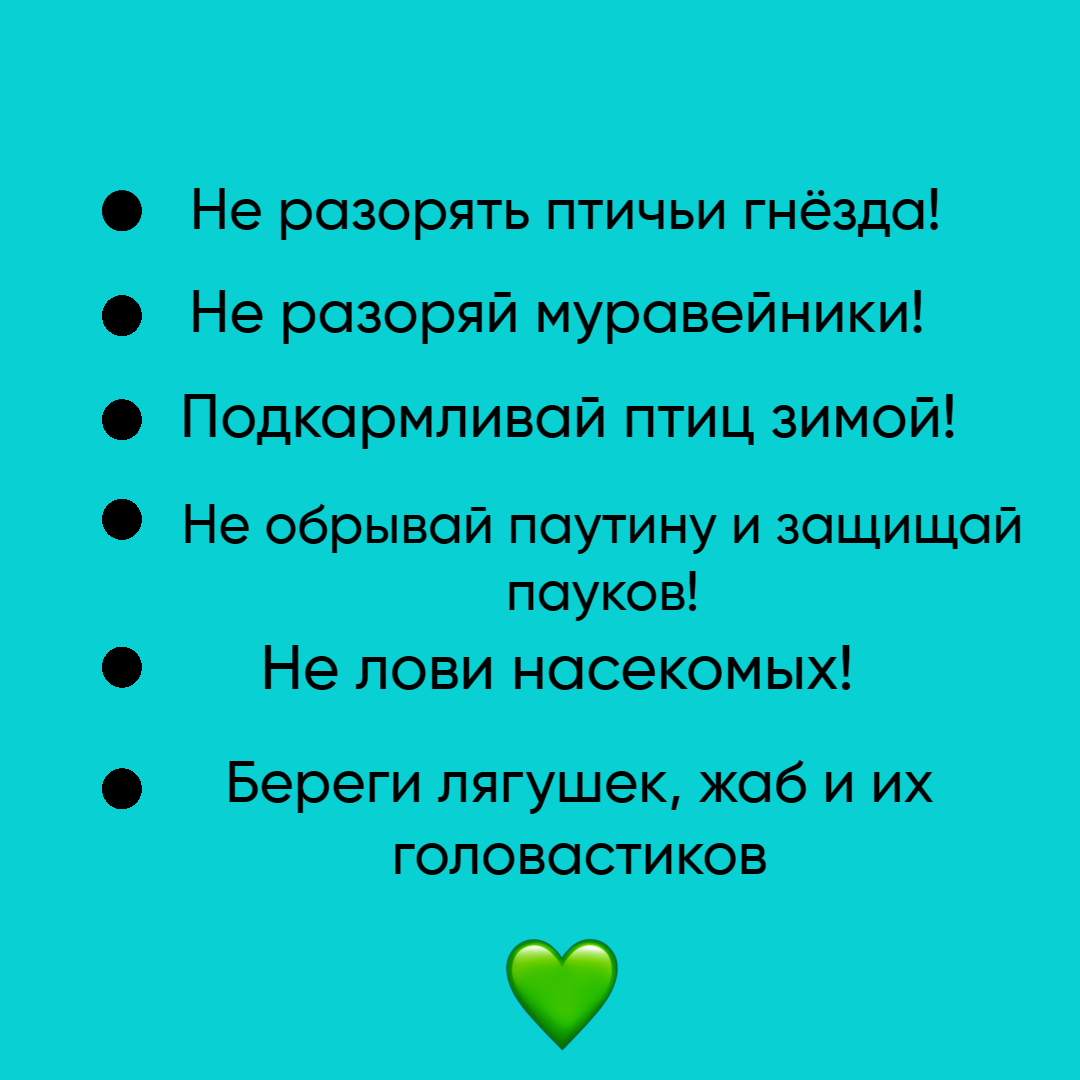 Не разорять птичьи гнёзда!
Не разоряй муравейники!
Подкармливай птиц зимой!
Не обрывай паутину и защищай
пауков!
Не лови насекомых!
Береги лягушек, жаб и их
головастиков